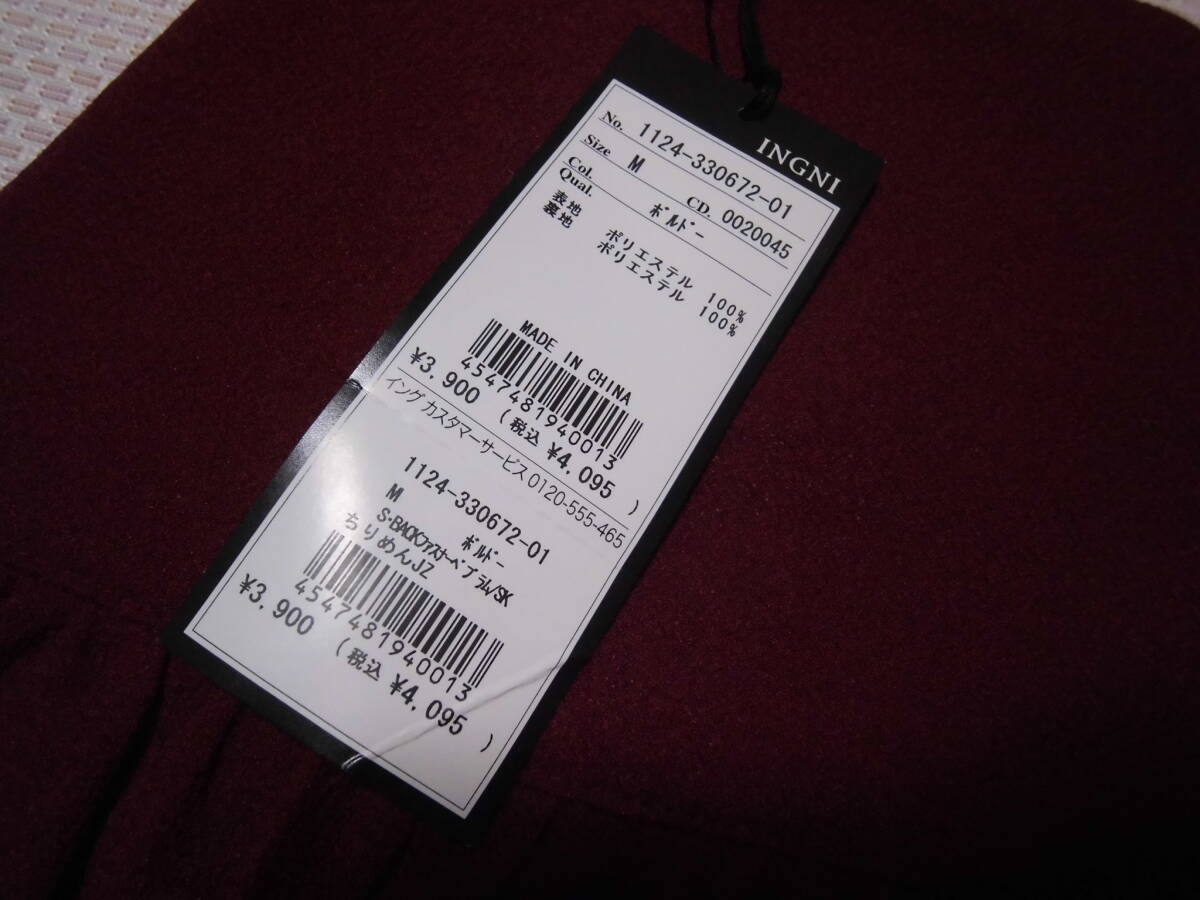 INGNI
No. 1124-330672-01
Size M CD. 0020045
Col. ﾎﾞﾙﾄﾞｰ
Qual.
表地 ポリエステル 100%
裏地 ポリエステル 100%
MADE IN CHINA
4547481940013
¥3,900 (税込 ¥4,095 )
イング カスタマーサービス 0120-555-465
1124-330672-01
M ﾎﾞﾙﾄﾞｰ
S･BACKﾌｧｽﾅｰﾍﾟﾌﾟﾗﾑ/SK
ちりめんJZ
4547481940013
¥3,900 (税込 ¥4,095 )